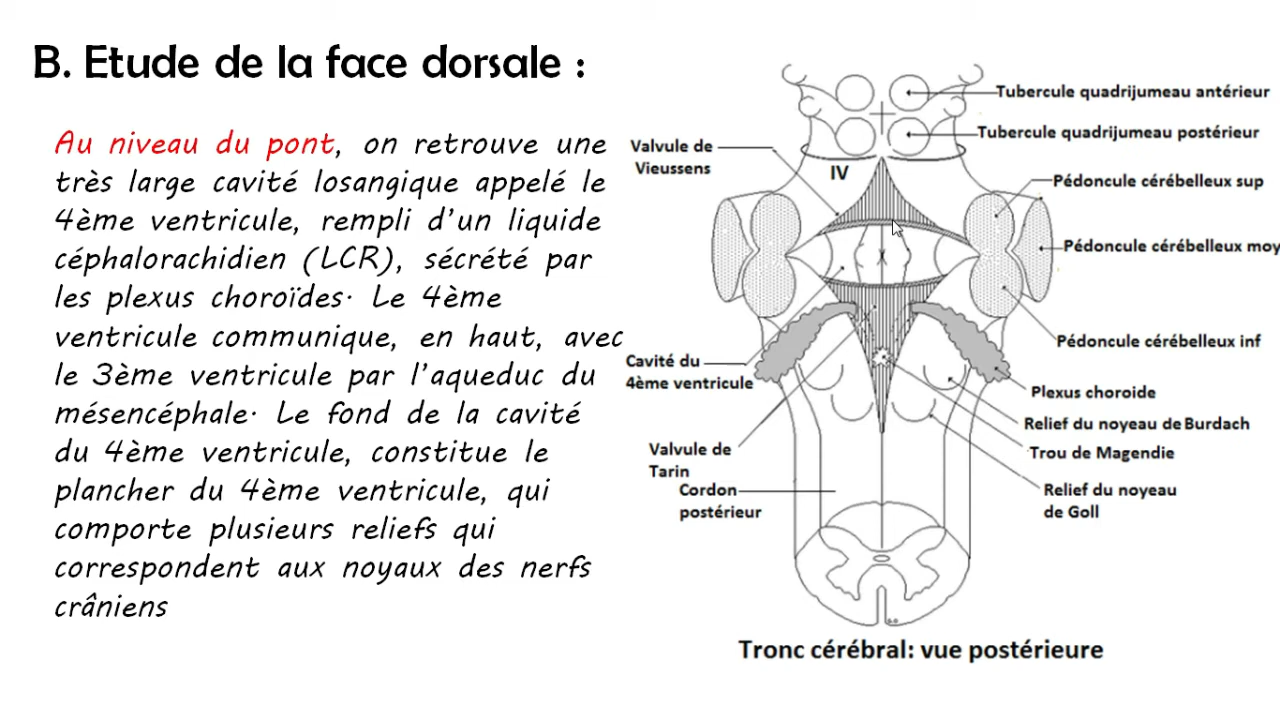 B. Etude de la face dorsale :
Au niveau du pont, on retrouve une
très large cavité losangique appelé le
4ème ventricule, rempli d'un liquide
céphalorachidien (LCR), sécrété par
les plexus choroïdes. Le 4ème
ventricule communique, en haut, avec
le 3ème ventricule par l'aqueduc du
mésencéphale. Le fond de la cavité
du 4ème ventricule, constitue le
plancher du 4ème ventricule, qui
comporte plusieurs reliefs qui
correspondent aux noyaux des nerfs
crâniens
Tubercule quadrijumeau antérieur
Tubercule quadrijumeau postérieur
Valvule de
Vieussens
IV
Pédoncule cérébelleux sup
Pédoncule cérébelleux moy
Pédoncule cérébelleux inf
Cavité du
4ème ventricule
Plexus choroide
Relief du noyeau de Burdach
Trou de Magendie
Valvule de
Tarin
Cordon
postérieur
Relief du noyeau
de Goll
Tronc cérébral: vue postérieure